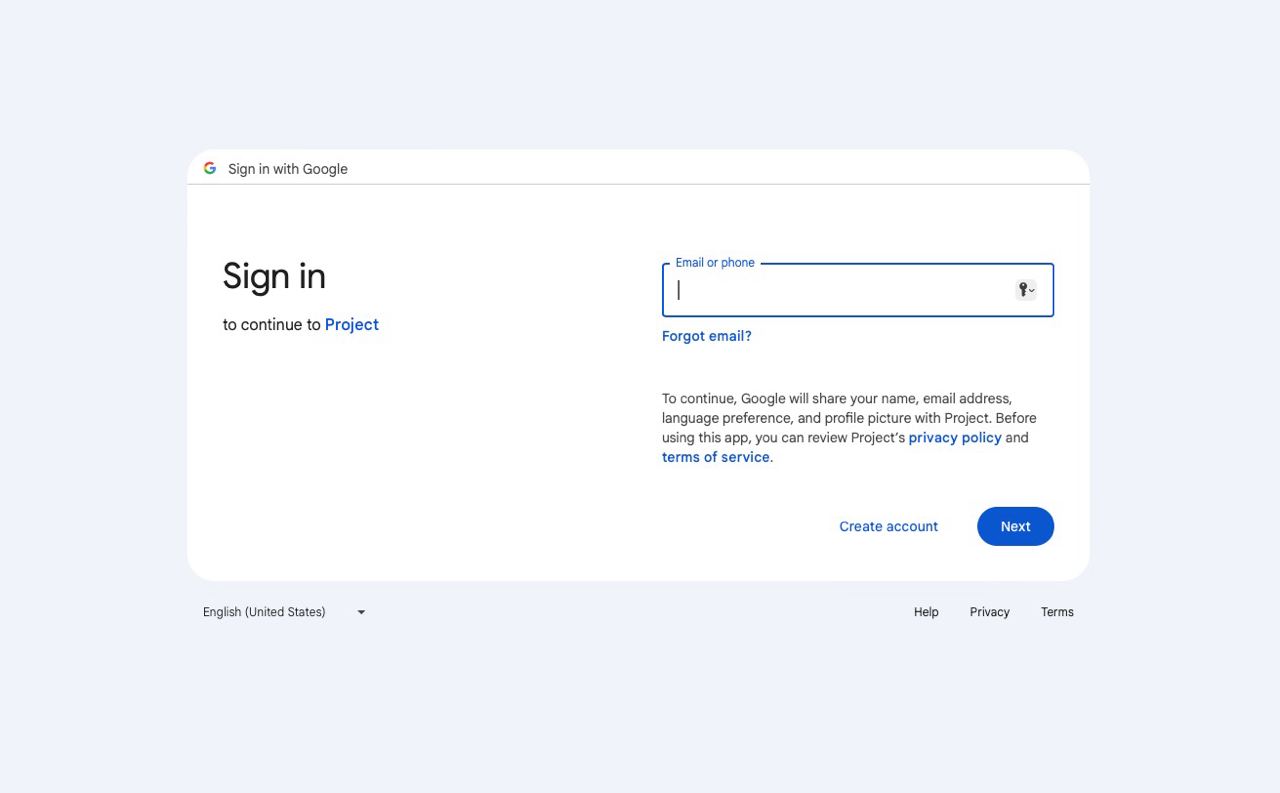 Sign in with Google
Sign in
to continue to Project
Email or phone
Forgot email?
To continue, Google will share your name, email address,
language preference, and profile picture with Project. Before
using this app, you can review Project’s privacy policy and
terms of service.
Create account
Next
English (United States)
Help
Privacy
Terms